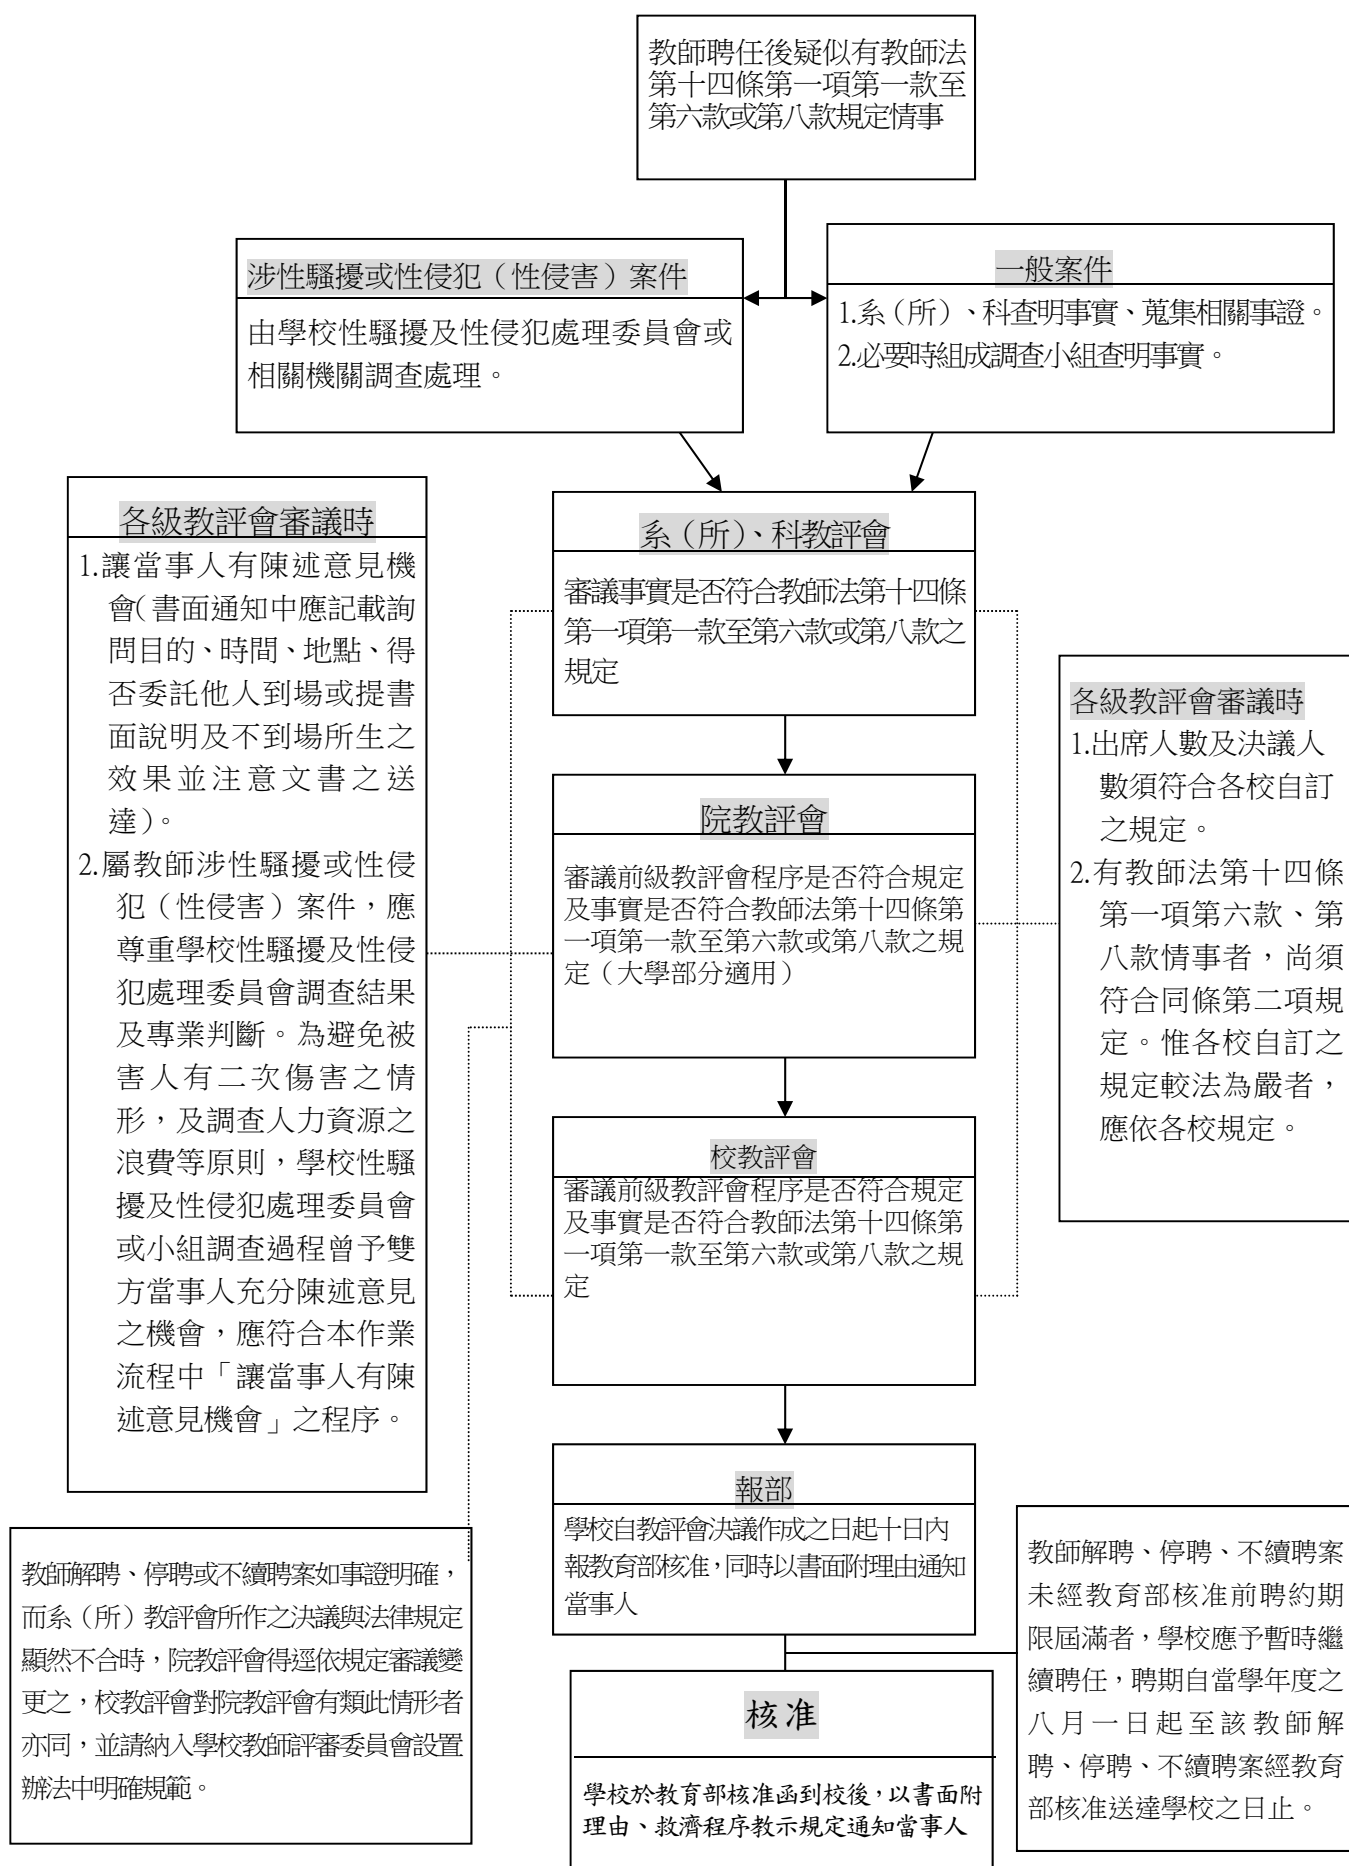 教師聘任後疑似有教師法
第十四條第一項第一款至
第六款或第八款規定情事
涉性騷擾或性侵犯（性侵害）案件
由學校性騷擾及性侵犯處理委員會或
相關機關調查處理。
一般案件
1.系（所）、科查明事實、蒐集相關事證。
2.必要時組成調查小組查明事實。
各級教評會審議時
1.讓當事人有陳述意見機
會(書面通知中應記載詢
問目的、時間、地點、得
否委託他人到場或提書
面說明及不到場所生之
效果並注意文書之送
達)。
2.屬教師涉性騷擾或性侵
犯（性侵害）案件，應
尊重學校性騷擾及性侵
犯處理委員會調查結果
及專業判斷。為避免被
害人有二次傷害之情
形，及調查人力資源之
浪費等原則，學校性騷
擾及性侵犯處理委員會
或小組調查過程曾予雙
方當事人充分陳述意見
之機會，應符合本作業
流程中「讓當事人有陳
述意見機會」之程序。
系（所）、科教評會
審議事實是否符合教師法第十四條
第一項第一款至第六款或第八款之
規定
院教評會
審議前級教評會程序是否符合規定
及事實是否符合教師法第十四條第
一項第一款至第六款或第八款之規
定（大學部分適用）
校教評會
審議前級教評會程序是否符合規定
及事實是否符合教師法第十四條第
一項第一款至第六款或第八款之規
定
各級教評會審議時
1.出席人數及決議人
數須符合各校自訂
之規定。
2.有教師法第十四條
第一項第六款、第
八款情事者，尚須
符合同條第二項規
定。惟各校自訂之
規定較法為嚴者，
應依各校規定。
報部
學校自教評會決議作成之日起十日內
報教育部核准，同時以書面附理由通知
當事人
教師解聘、停聘或不續聘案如事證明確，
而系（所）教評會所作之決議與法律規定
顯然不合時，院教評會得逕依規定審議變
更之，校教評會對院教評會有類此情形者
亦同，並請納入學校教師評審委員會設置
辦法中明確規範。
核准
學校於教育部核准函到校後，以書面附
理由、救濟程序教示規定通知當事人
教師解聘、停聘、不續聘案
未經教育部核准前聘約期
限屆滿者，學校應予暫時繼
續聘任，聘期自當學年度之
八月一日起至該教師解
聘、停聘、不續聘案經教育
部核准送達學校之日止。